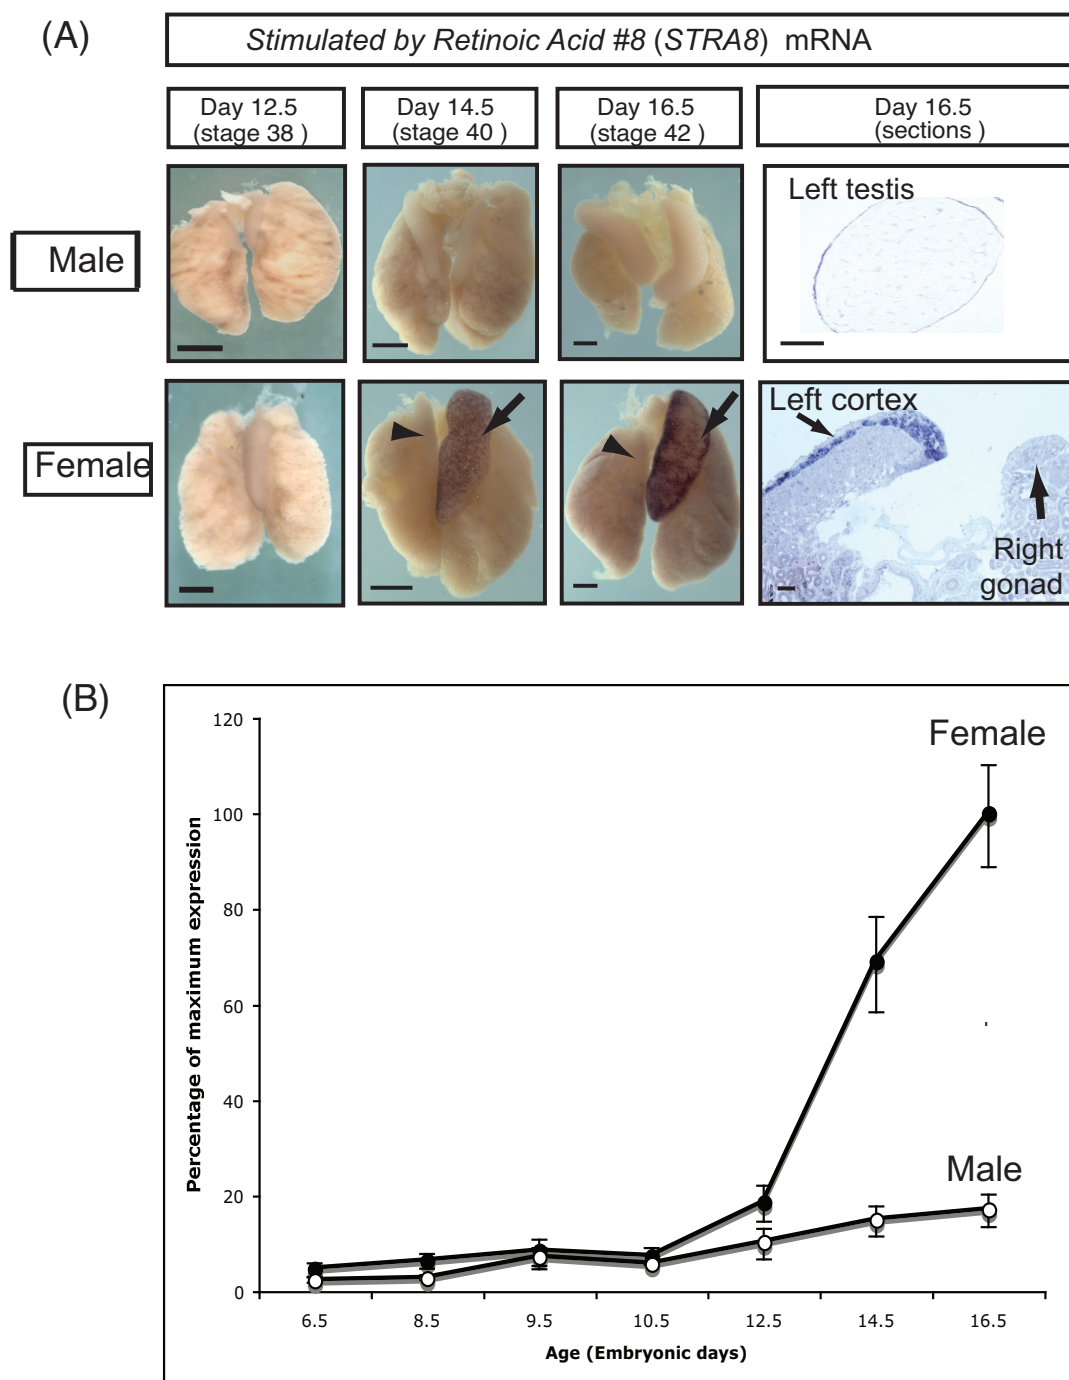 (A)
Stimulated by Retinoic Acid #8 (STRA8) mRNA
Day 12.5
(stage 38 )
Day 14.5
(stage 40 )
Day 16.5
(stage 42 )
Day 16.5
(sections )
Male
Left testis
Female
Left cortex
Right
gonad
(B)
120
100
80
60
40
20
0
Percentage of maximum expression
Female
Male
6.5
8.5
9.5
10.5
12.5
14.5
16.5
Age (Embryonic days)